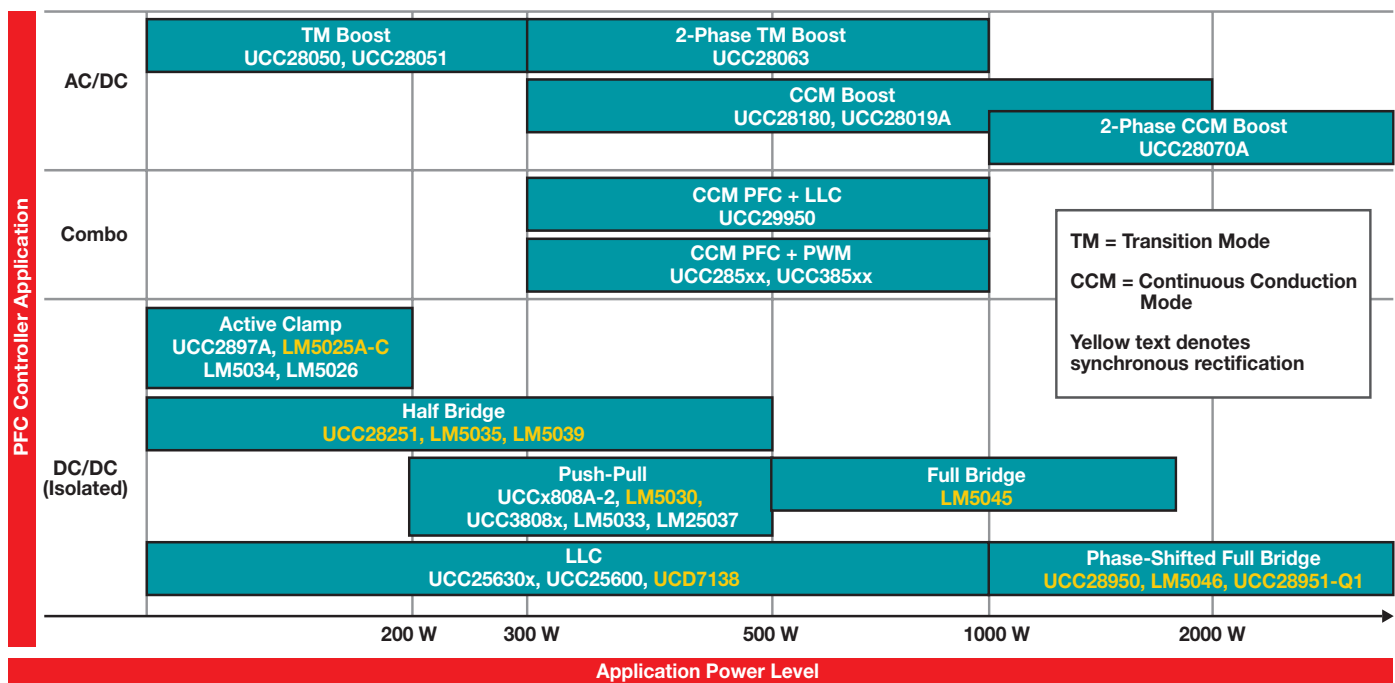 PFC Controller Application
AC/DC
TM Boost
UCC28050, UCC28051
2-Phase TM Boost
UCC28063
CCM Boost
UCC28180, UCC28019A
2-Phase CCM Boost
UCC28070A
Combo
CCM PFC + LLC
UCC29950
CCM PFC + PWM
UCC285xx, UCC385xx
TM = Transition Mode
CCM = Continuous Conduction
Mode
Yellow text denotes
synchronous rectification
DC/DC
(Isolated)
Active Clamp
UCC2897A, LM5025A-C
LM5034, LM5026
Half Bridge
UCC28251, LM5035, LM5039
Push-Pull
UCCx808A-2, LM5030,
UCC3808x, LM5033, LM25037
Full Bridge
LM5045
LLC
UCC25630x, UCC25600, UCD7138
Phase-Shifted Full Bridge
UCC28950, LM5046, UCC28951-Q1
200 W
300 W
500 W
1000 W
2000 W
Application Power Level